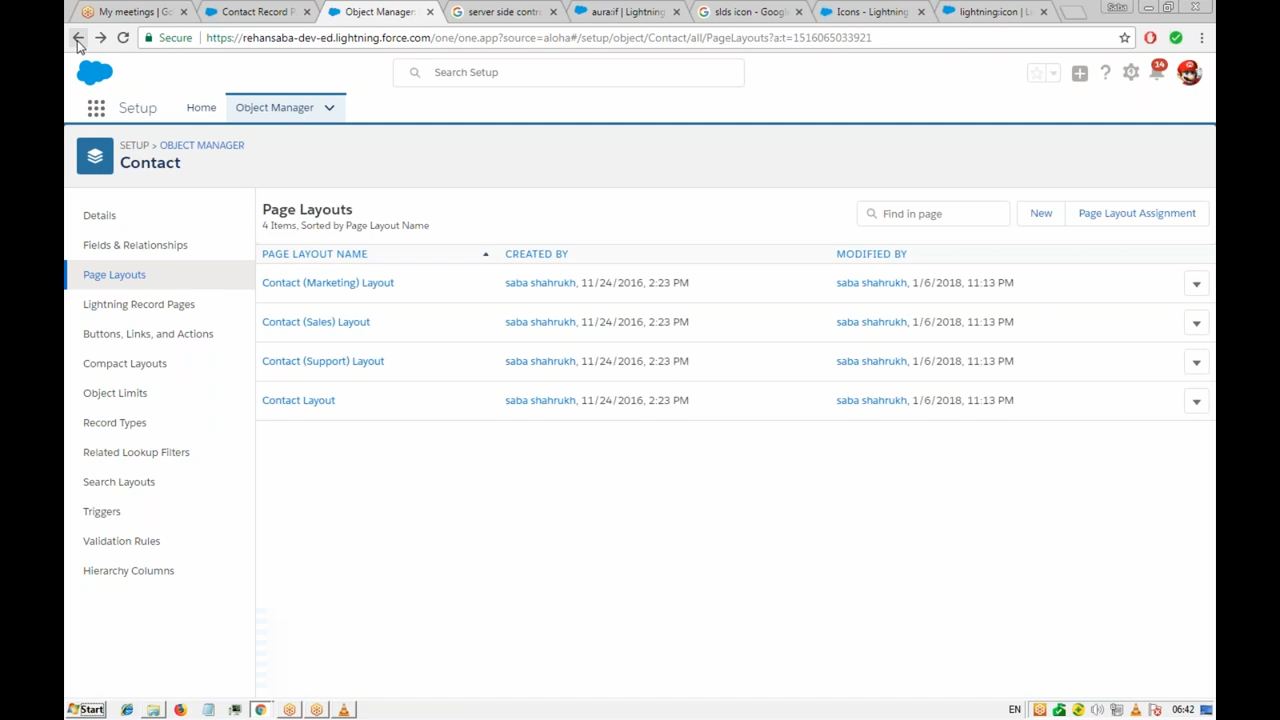 My meetings | Go
Contact Record P
Object Manager:
server side contro
aura:if | Lightning
slds icon - Google
Icons - Lightning
lightning:icon | Li
Saba
Secure
https://rehansaba-dev-ed.lightning.force.com/one/one.app?source=aloha#/setup/object/Contact/all/PageLayouts?a:t=1516065033921
Search Setup
14
Setup
Home
Object Manager
SETUP > OBJECT MANAGER
Contact
Details
Fields & Relationships
Page Layouts
Lightning Record Pages
Buttons, Links, and Actions
Compact Layouts
Object Limits
Record Types
Related Lookup Filters
Search Layouts
Triggers
Validation Rules
Hierarchy Columns
Page Layouts
4 Items, Sorted by Page Layout Name
Find in page
New
Page Layout Assignment
PAGE LAYOUT NAME CREATED BY MODIFIED BY
Contact (Marketing) Layout saba shahrukh, 11/24/2016, 2:23 PM saba shahrukh, 1/6/2018, 11:13 PM
Contact (Sales) Layout saba shahrukh, 11/24/2016, 2:23 PM saba shahrukh, 1/6/2018, 11:13 PM
Contact (Support) Layout saba shahrukh, 11/24/2016, 2:23 PM saba shahrukh, 1/6/2018, 11:13 PM
Contact Layout saba shahrukh, 11/24/2016, 2:23 PM saba shahrukh, 1/6/2018, 11:13 PM
Start
EN
06:42